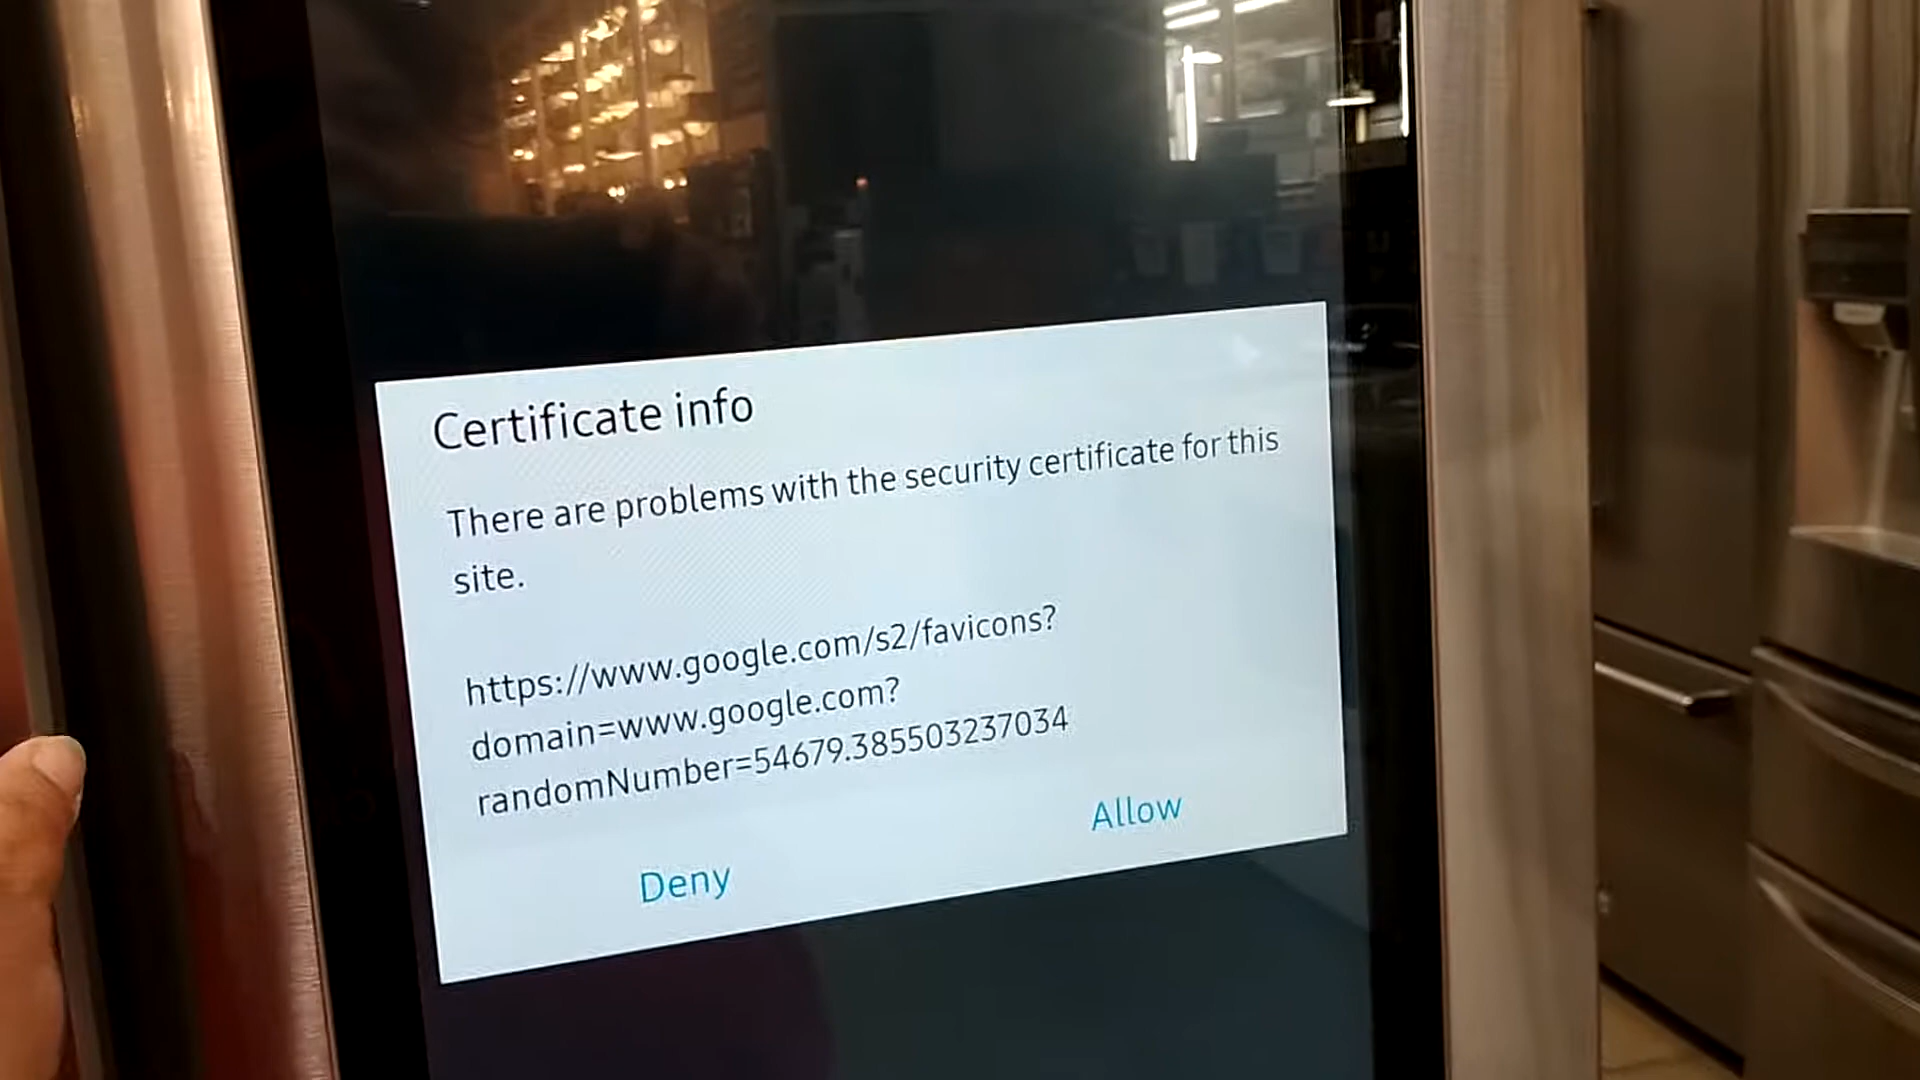 Certificate info
There are problems with the security certificate for this
site.
https://www.google.com/s2/favicons?
domain=www.google.com?
randomNumber=54679.385503237034
Deny
Allow